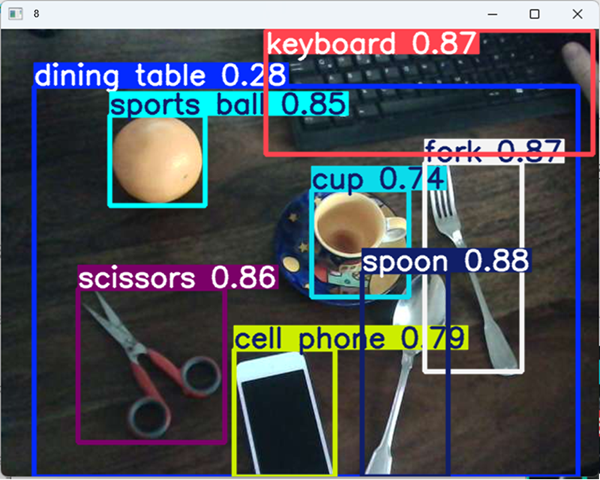 8
keyboard 0.87
dining table 0.28
sports ball 0.85
fork 0.87
cup 0.74
spoon 0.88
scissors 0.86
cell phone 0.79